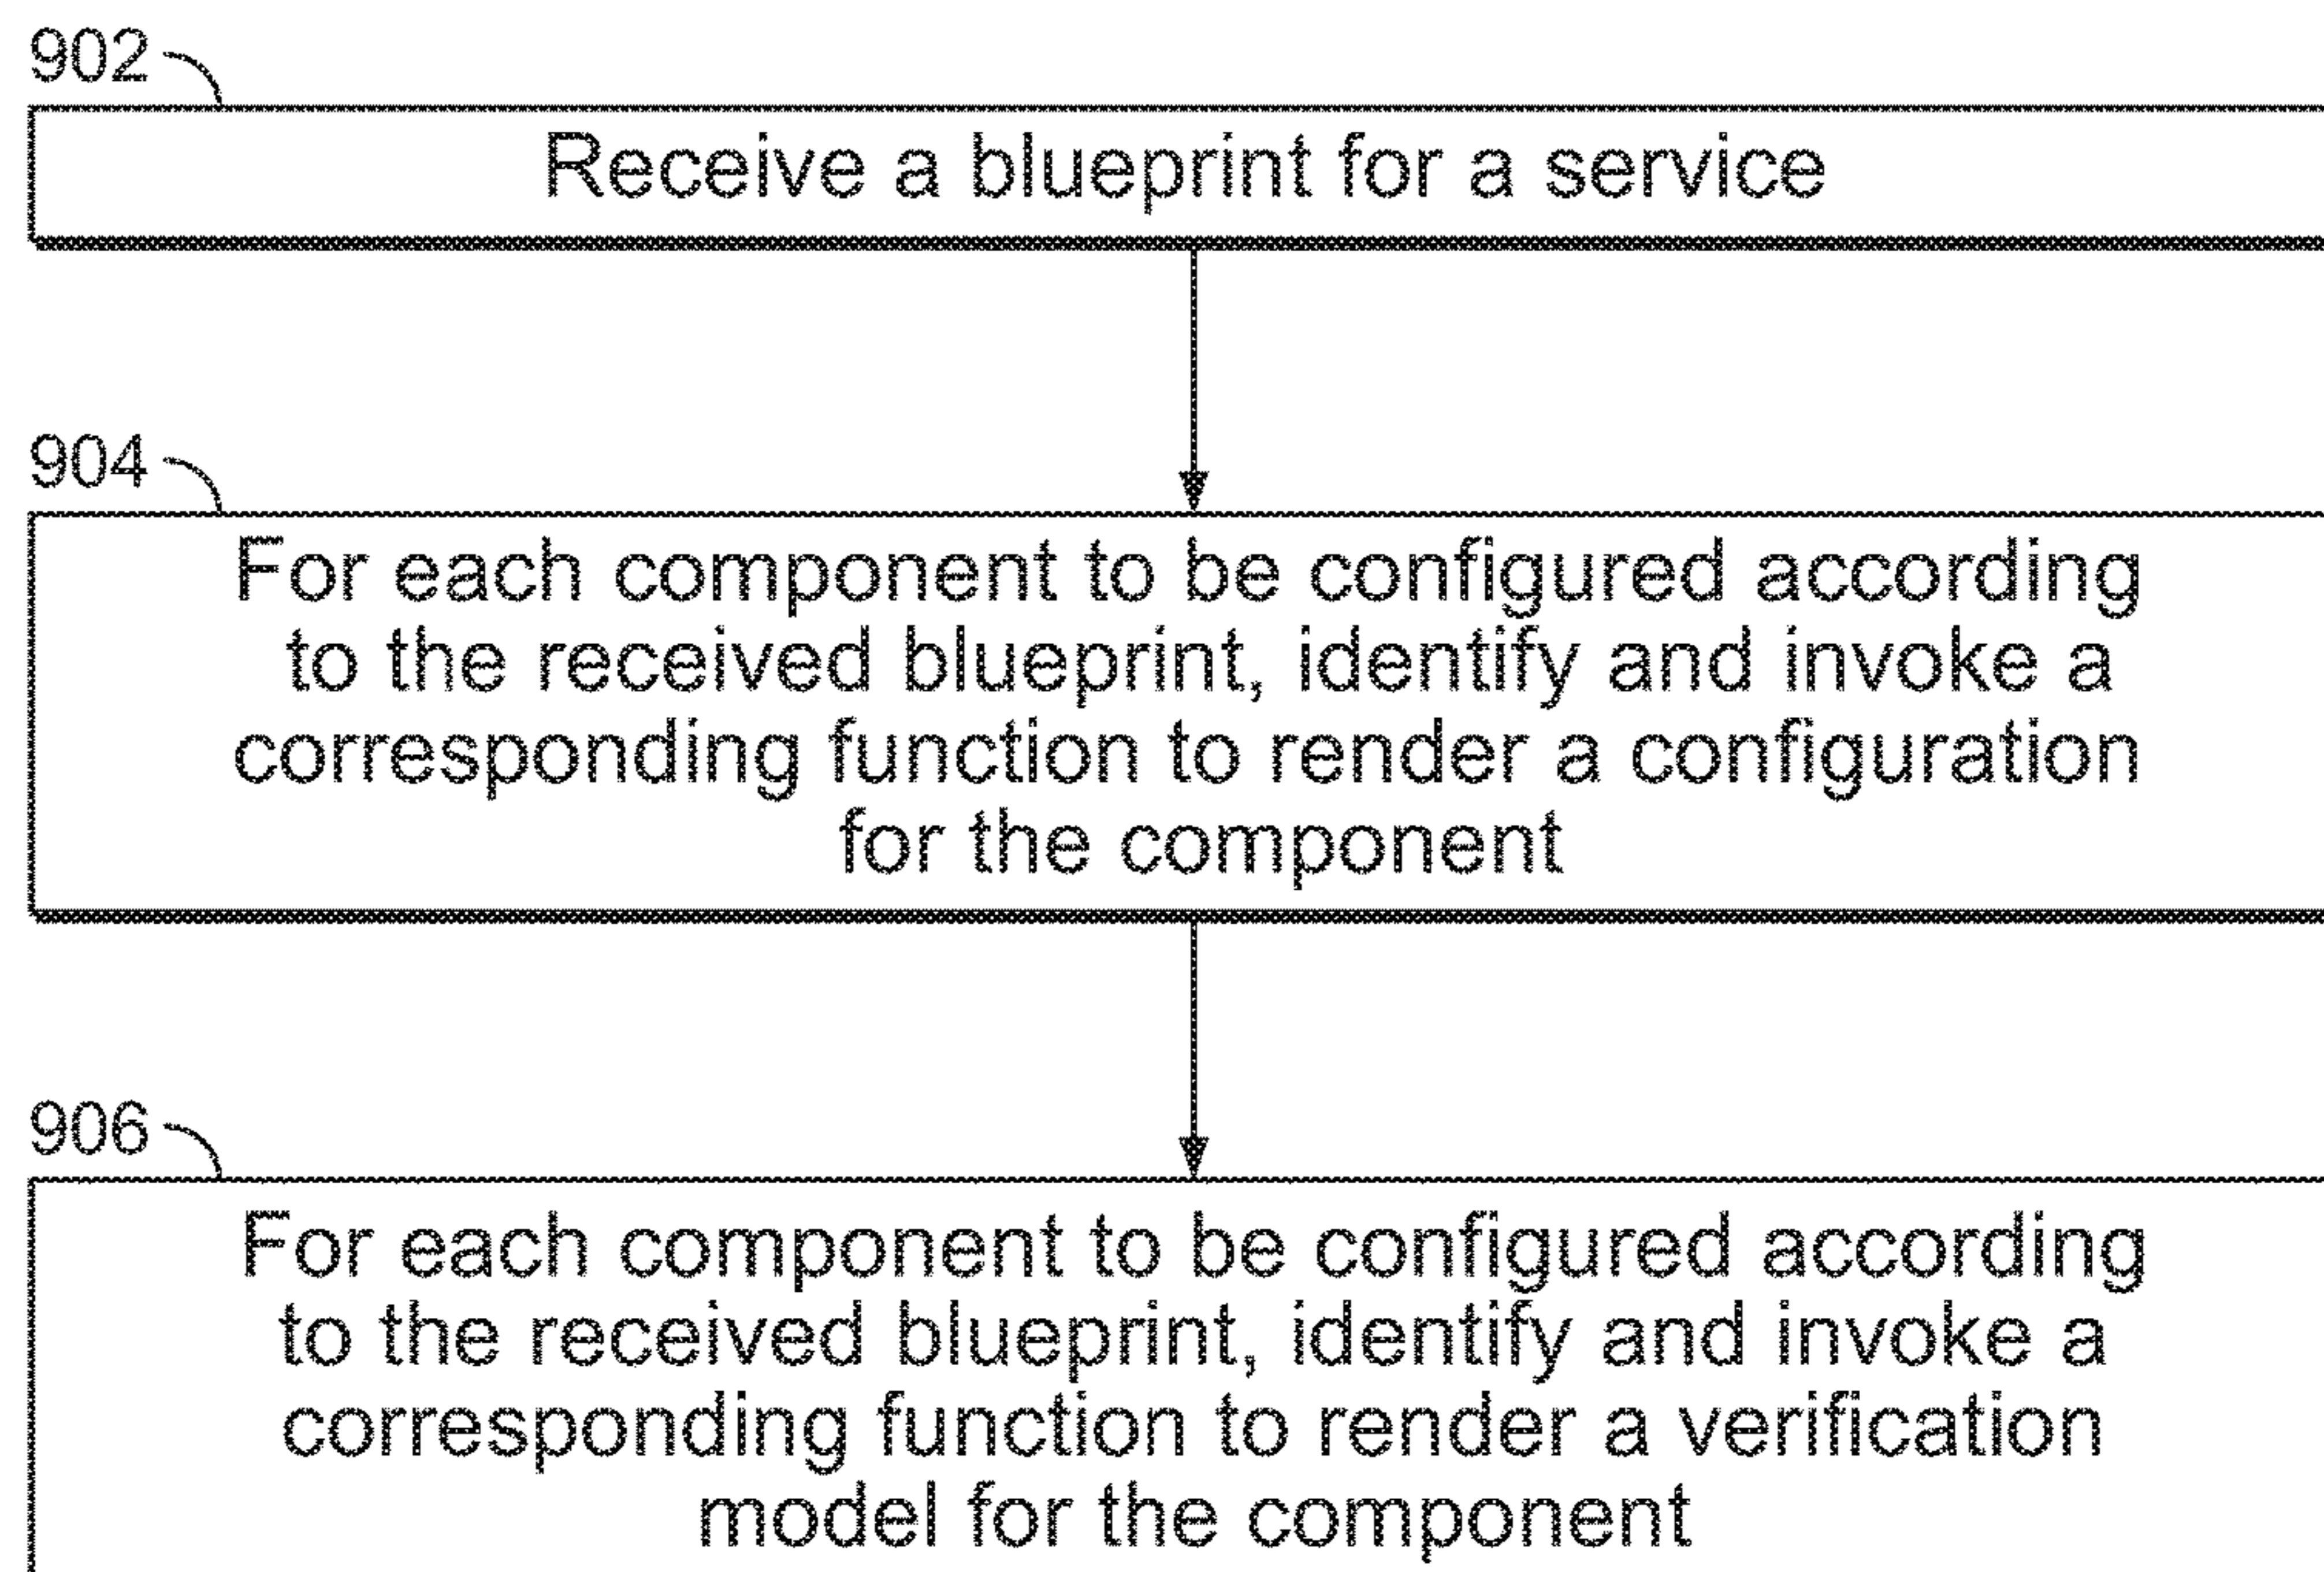 902
Receive a blueprint for a service
904
For each component to be configured according
to the received blueprint, identify and invoke a
corresponding function to render a configuration
for the component
906
For each component to be configured according
to the received blueprint, identify and invoke a
corresponding function to render a verification
model for the component